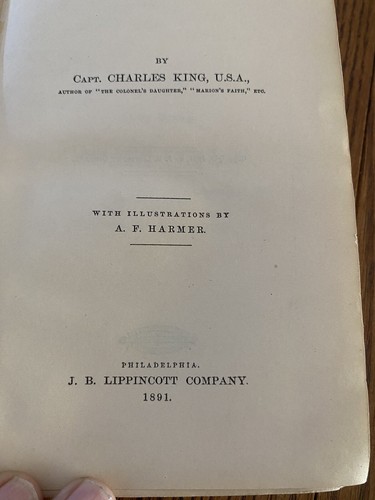 BY
CAPT. CHARLES KING, U.S.A.,
AUTHOR OF "THE COLONEL'S DAUGHTER," "MARION'S FAITH," ETC.
WITH ILLUSTRATIONS BY
A. F. HARMER.
PHILADELPHIA.
J. B. LIPPINCOTT COMPANY.
1891.